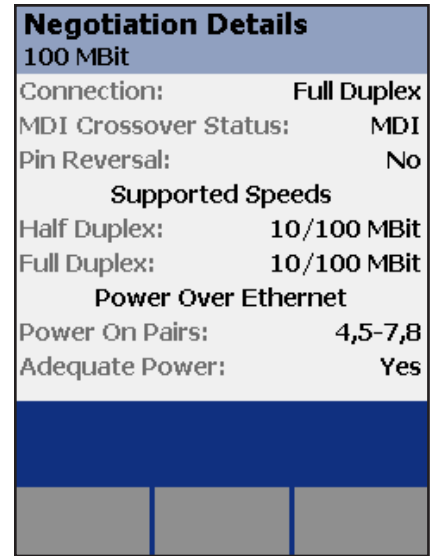 Negotiation Details
100 MBit
Connection: Full Duplex
MDI Crossover Status: MDI
Pin Reversal: No
Supported Speeds
Half Duplex: 10/100 MBit
Full Duplex: 10/100 MBit
Power Over Ethernet
Power On Pairs: 4,5-7,8
Adequate Power: Yes